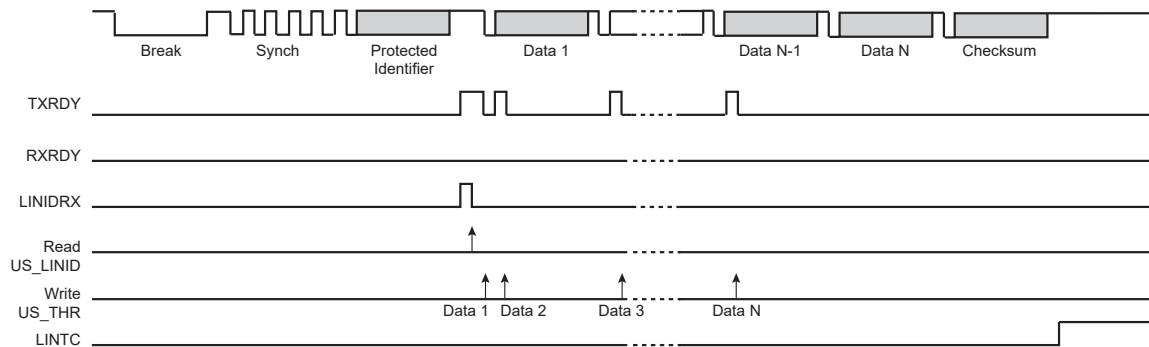 Break Synch Protected Data 1 Data N-1 Data N Checksum
Identifier
TXRDY
RXRDY
LINIDRX
Read
US_LINID
Write
US_THR Data 1 Data 2 Data 3 Data N
LINTC